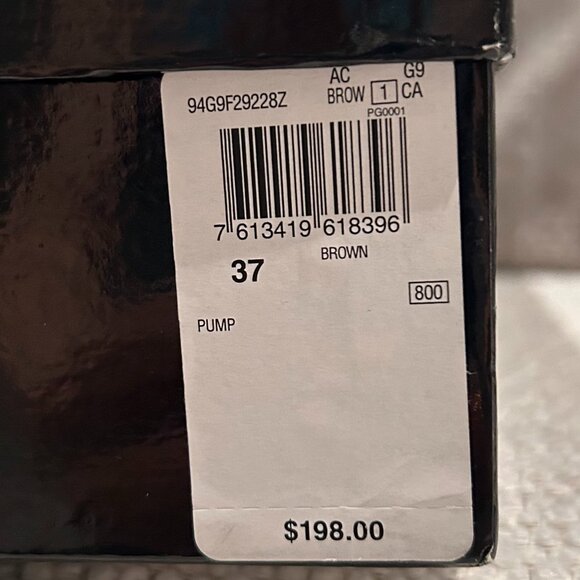 AC G9
94G9F29228Z BROW 1 CA
PG0001
7 613419 618396
37 BROWN
800
PUMP
$198.00